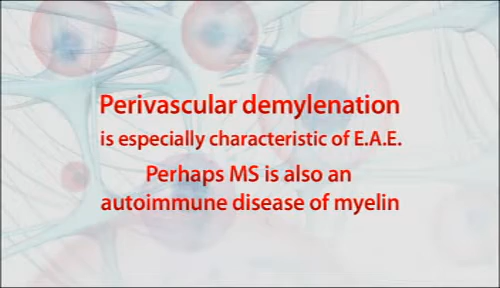 Perivascular demylenation
is especially characteristic of E.A.E.
Perhaps MS is also an
autoimmune disease of myelin